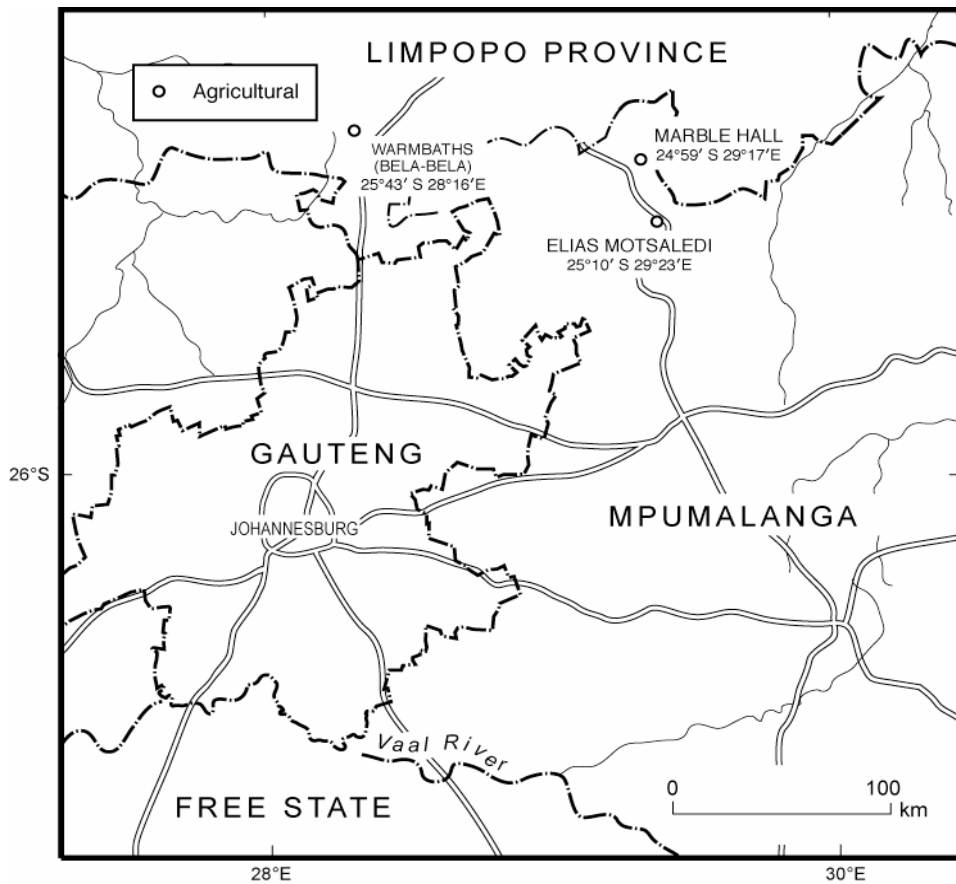 LIMPOPO PROVINCE
Agricultural
WARMBATHS
(BELA-BELA)
25°43′ S 28°16′E
MARBLE HALL
24°59′ S 29°17′E
ELIAS MOTSALEDI
25°10′ S 29°23′E
GAUTENG
26°S
JOHANNESBURG
MPUMALANGA
Vaal River
FREE STATE
0 100
km
28°E 30°E